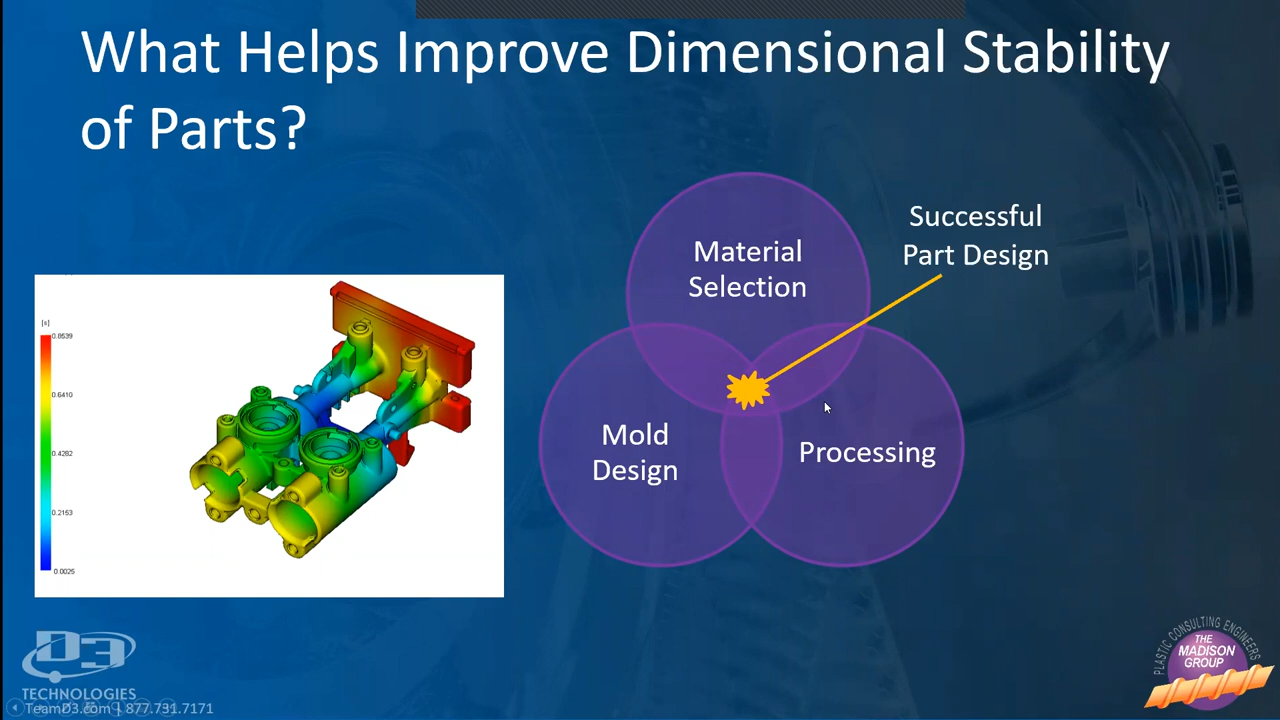 What Helps Improve Dimensional Stability
of Parts?
Successful
Part Design
Material
Selection
Mold
Design
Processing
[s]
0.8539
0.6410
0.4282
0.2153
0.0025
D3
TECHNOLOGIES
TeamD3.com | 877.731.7171
PLASTIC CONSULTING ENGINEERS
THE
MADISON
GROUP